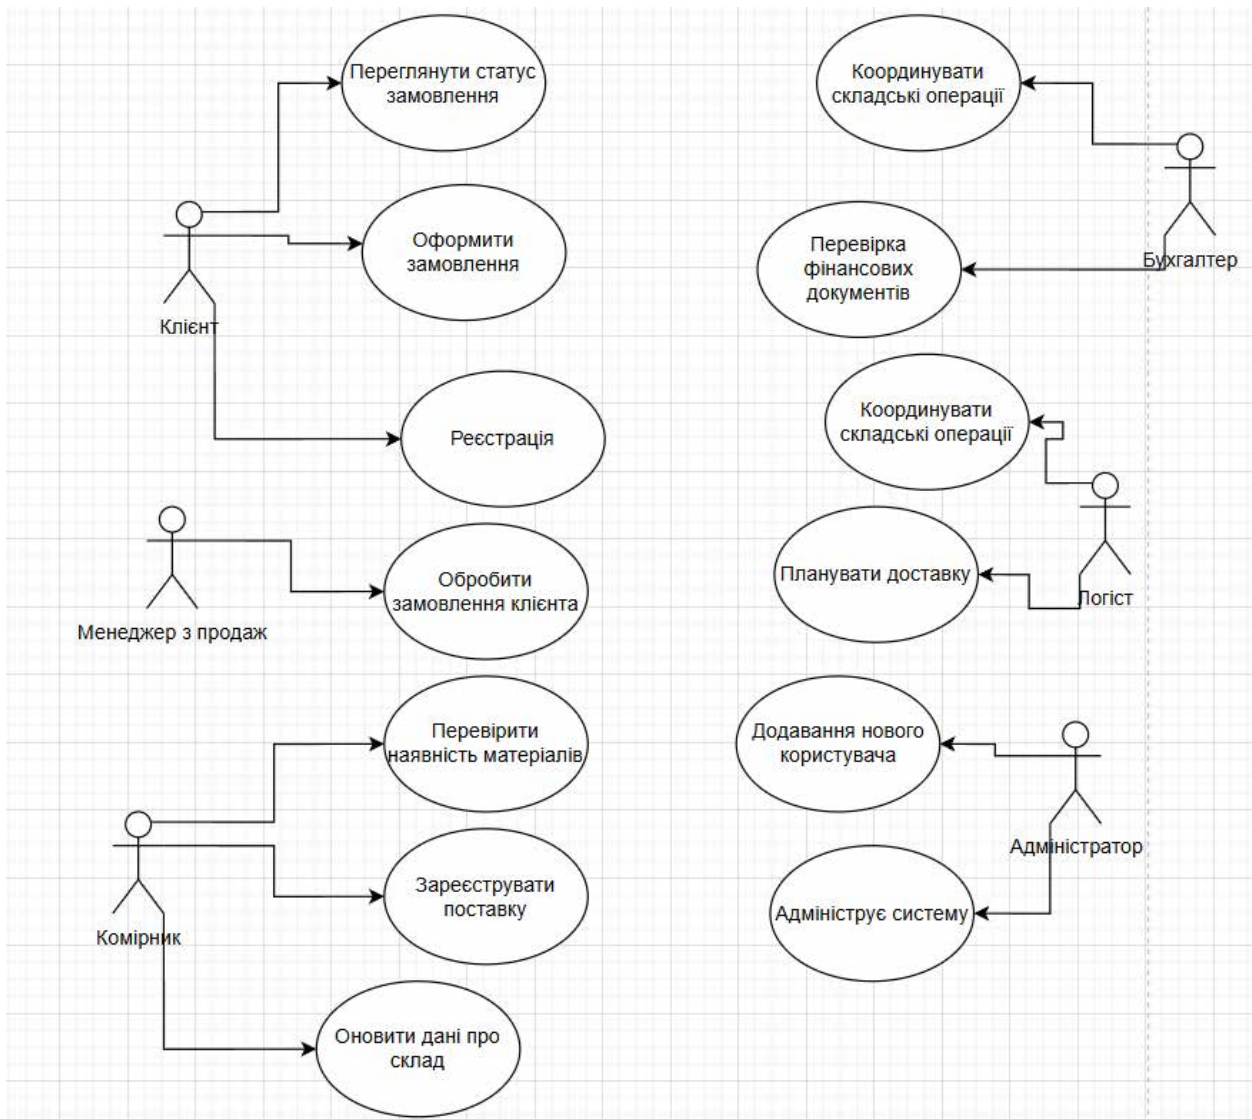 Переглянути статус
замовлення
Оформити
замовлення
Клієнт
Реєстрація
Менеджер з продаж
Обробити
замовлення клієнта
Перевірити
наявність матеріалів
Зареєструвати
поставку
Комірник
Оновити дані про
склад
Координувати
складські операції
Бухгалтер
Перевірка
фінансових
документів
Координувати
складські операції
Планувати доставку
Логіст
Додавання нового
користувача
Адміністратор
Адмініструє систему